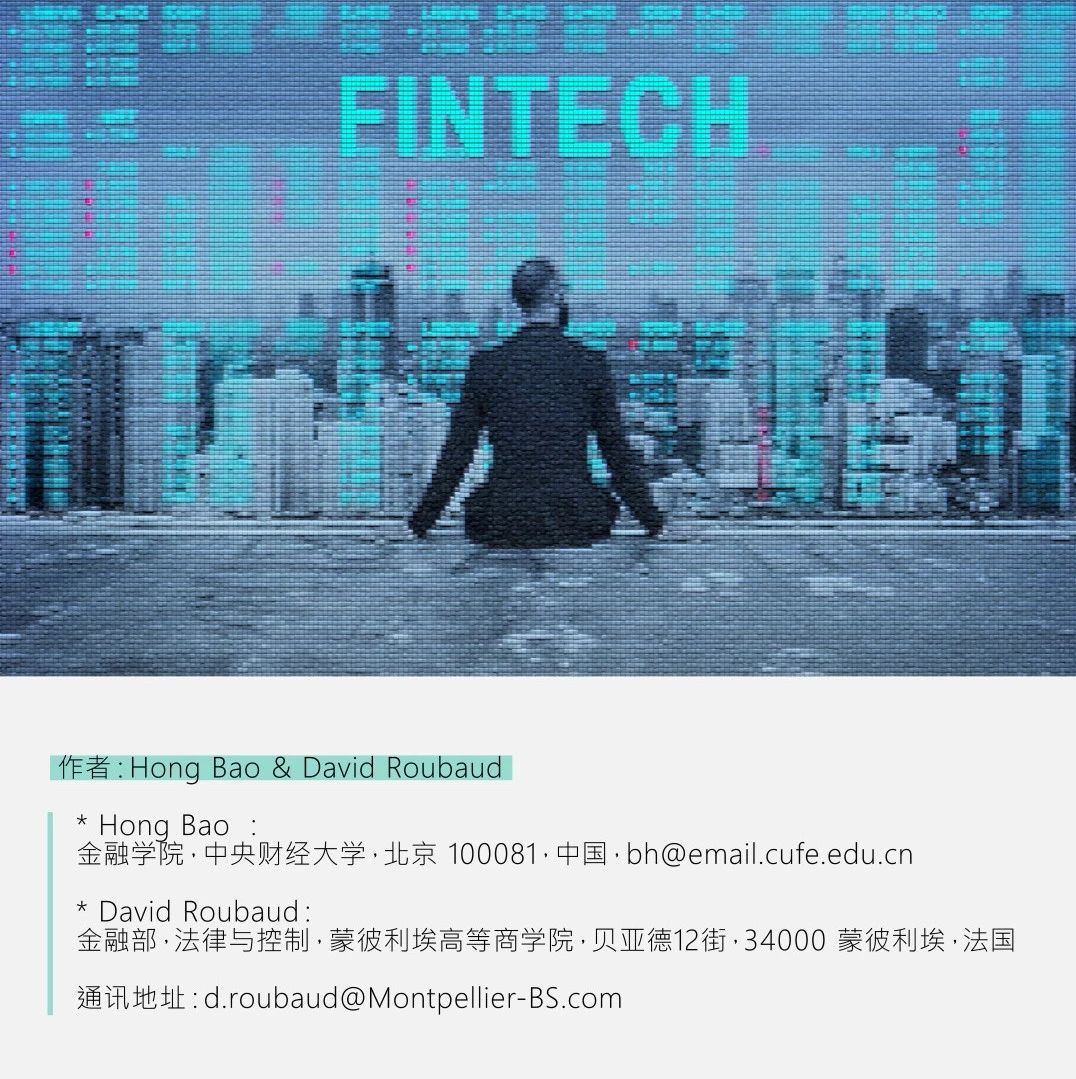 FINTECH
作者:Hong Bao & David Roubaud
* Hong Bao :
金融学院,中央财经大学,北京 100081,中国,bh@email.cufe.edu.cn
* David Roubaud:
金融部,法律与控制,蒙彼利埃高等商学院,贝亚德12街,34000 蒙彼利埃,法国
通讯地址:d.roubaud@Montpellier-BS.com